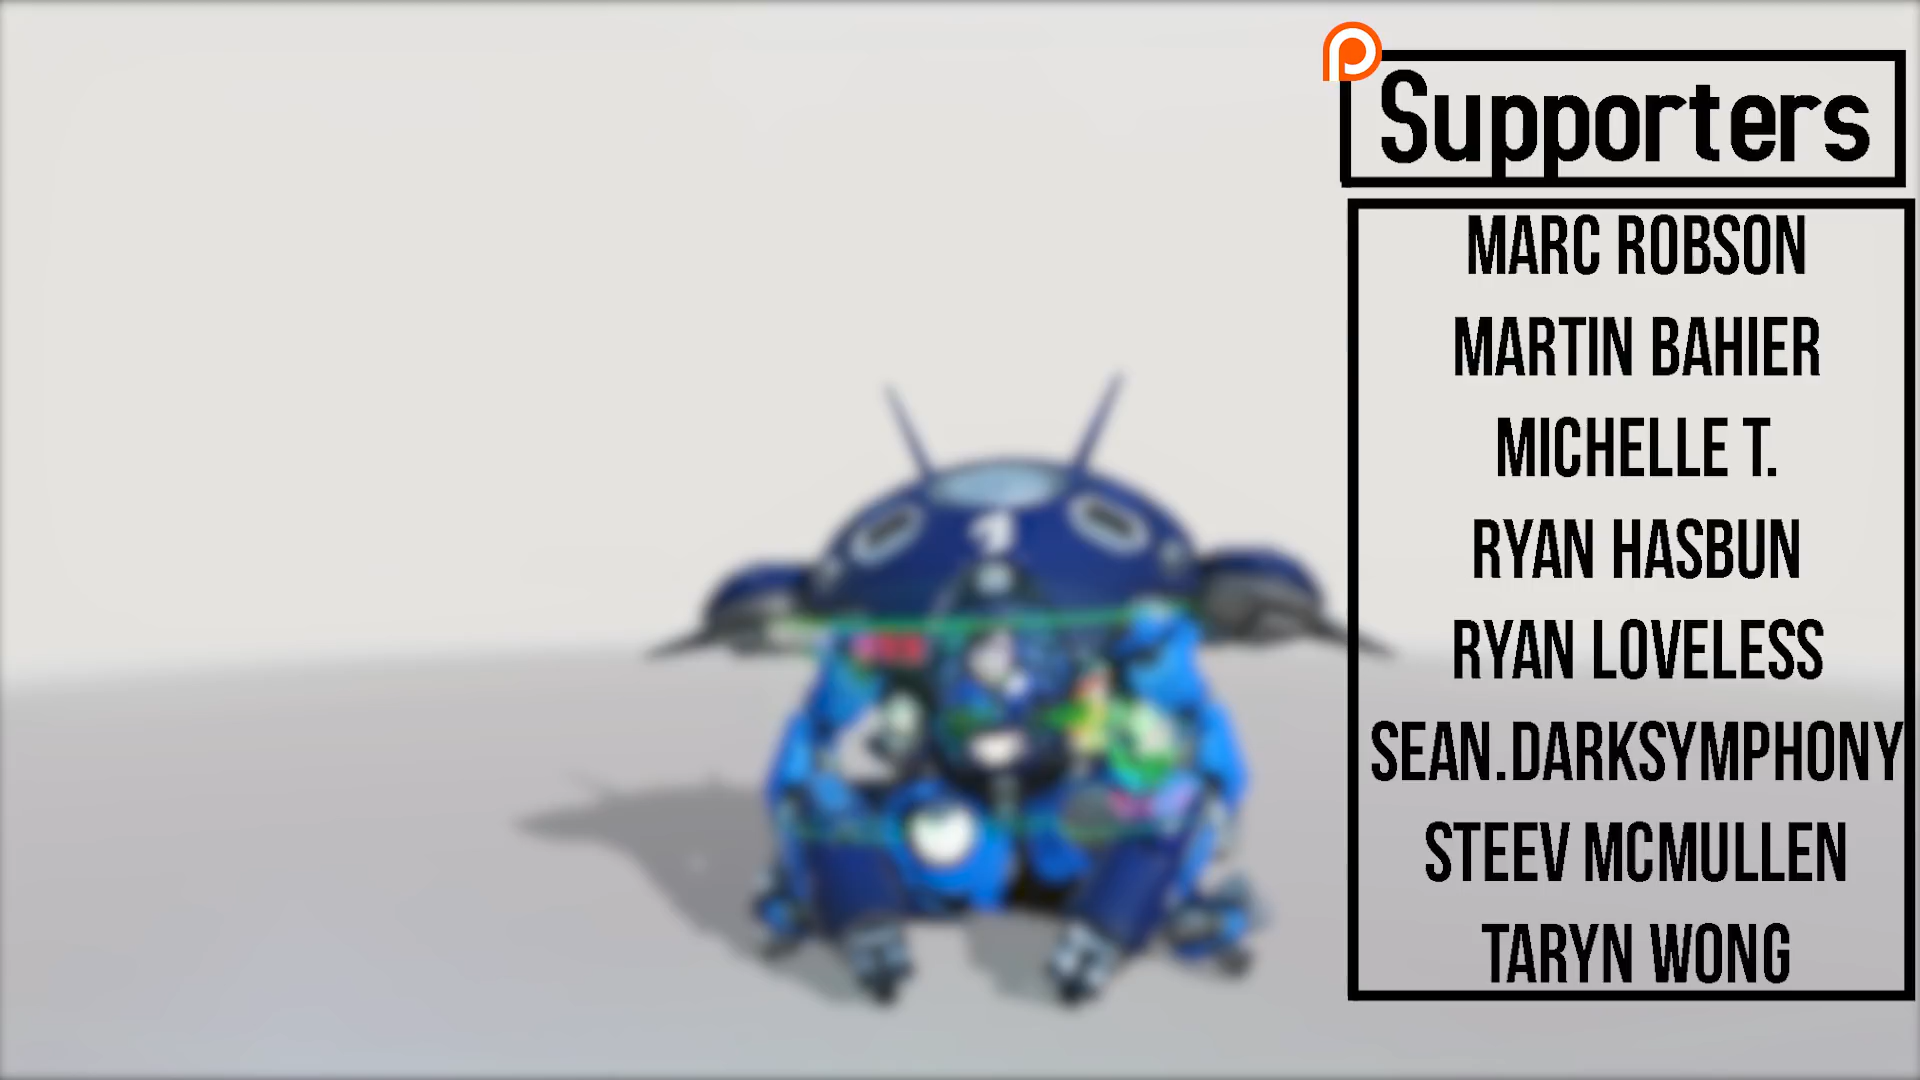 Supporters
MARC ROBSON
MARTIN BAHIER
MICHELLE T.
RYAN HASBUN
RYAN LOVELESS
SEAN.DARKSYMPHONY
STEEV MCMULLEN
TARYN WONG